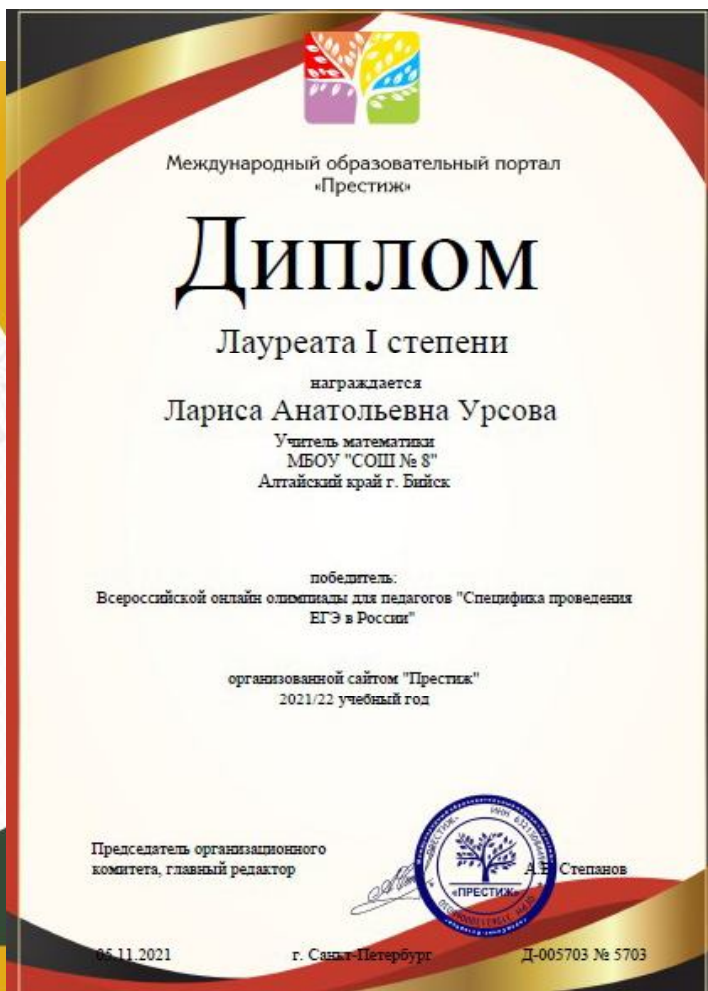 Международный образовательный портал
«Престиж»
Диплом
Лауреата I степени
награждается
Лариса Анатольевна Урсова
Учитель математики
МБОУ "СОШ № 8"
Алтайский край г. Бийск
победитель:
Всероссийской онлайн олимпиады для педагогов "Специфика проведения
ЕГЭ в России"
организованной сайтом "Престиж"
2021/22 учебный год
Председатель организационного
комитета, главный редактор
Степанов
«ПРЕСТИЖ»
05.11.2021 г. Санкт-Петербург Д-005703 № 5703